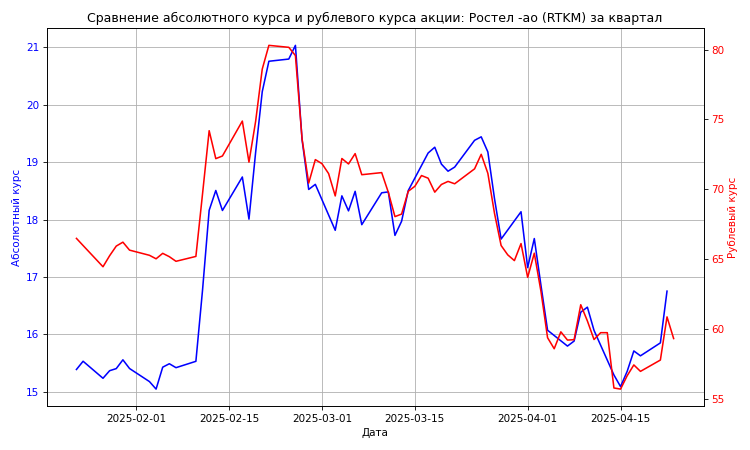 Сравнение абсолютного курса и рублевого курса акции: Ростел -ао (RTKM) за квартал
Абсолютный курс
21
20
19
18
17
16
15
80
75
70
65
60
55
Рублевый курс
2025-02-01 2025-02-15 2025-03-01 2025-03-15 2025-04-01 2025-04-15
Дата